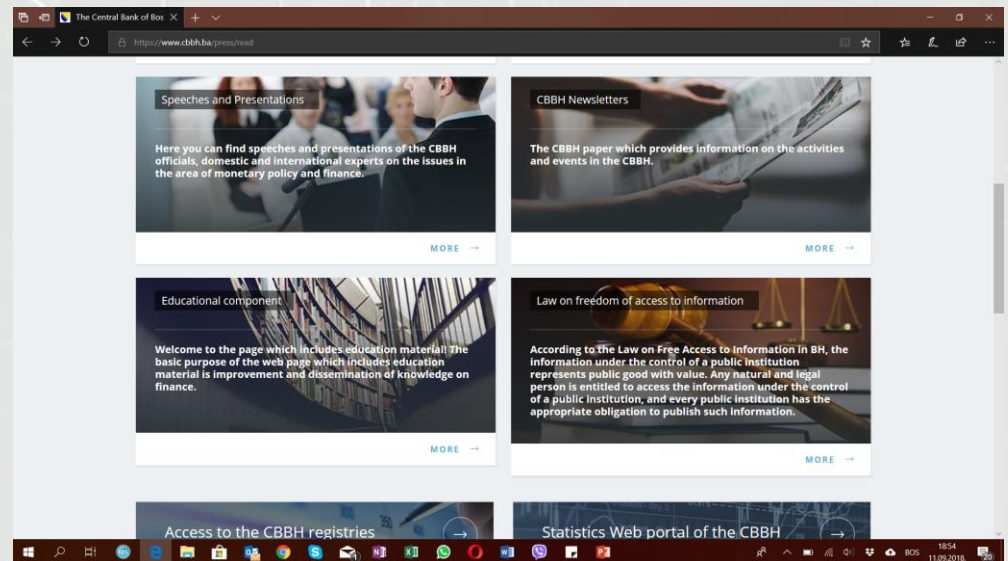 The Central Bank of Bos
https://www.cbbh.ba/press/read
Speeches and Presentations
Here you can find speeches and presentations of the CBBH
officials, domestic and international experts on the issues in
the area of monetary policy and finance.
MORE →
CBBH Newsletters
The CBBH paper which provides information on the activities
and events in the CBBH.
MORE →
Educational component
Welcome to the page which includes education material! The
basic purpose of the web page which includes education
material is improvement and dissemination of knowledge on
finance.
MORE →
Law on freedom of access to information
According to the Law on Free Access to Information in BH, the
information under the control of a public institution
represents public good with value. Any natural and legal
person is entitled to access the information under the control
of a public institution, and every public institution has the
appropriate obligation to publish such information.
MORE →
Access to the CBBH registries
Statistics Web portal of the CBBH
BOS
18:54
11.09.2018.
20